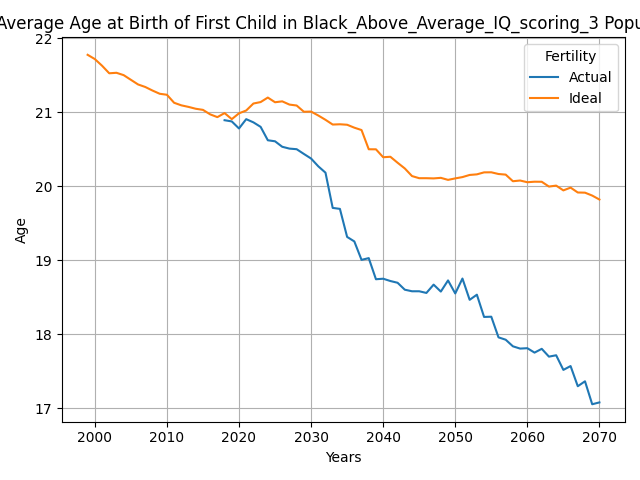 Average Age at Birth of First Child in Black_Above_Average_IQ_scoring_3 Popu
Fertility
Actual
Ideal
22
21
20
19
18
17
Age
2000 2010 2020 2030 2040 2050 2060 2070
Years